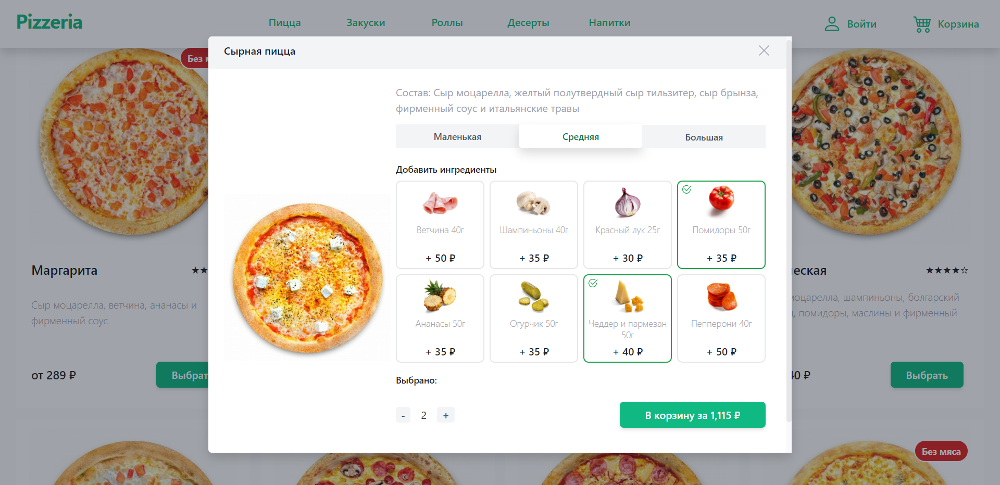 Pizzeria
Пицца
Закуски
Роллы
Десерты
Напитки
Войти
Корзина
Без
Сырная пицца
Состав: Сыр моцарелла, желтый полутвердный сыр тильзитер, сыр брынза,
фирменный соус и итальянские травы
Маленькая
Средняя
Большая
Добавить ингредиенты
Ветчина 40г
Шампиньоны 40г
Красный лук 25г
Помидоры 50г
+ 50 ₽
+ 35 ₽
+ 30 ₽
+ 35 ₽
Ананасы 50г
Огурчик 50г
Чеддер и пармезан
50г
Пепперони 40г
+ 35 ₽
+ 35 ₽
+ 40 ₽
+ 50 ₽
Выбрано:
-
2
+
В корзину за 1,115 ₽
Маргарита
★★
Сыр моцарелла, ветчина, ананасы и
фирменный соус
от 289 ₽
Выбрат
еская
★★★★☆
моцарелла, шампиньоны, болгарский
помидоры, маслины и фирменный
40 ₽
Выбрать
Без мяса